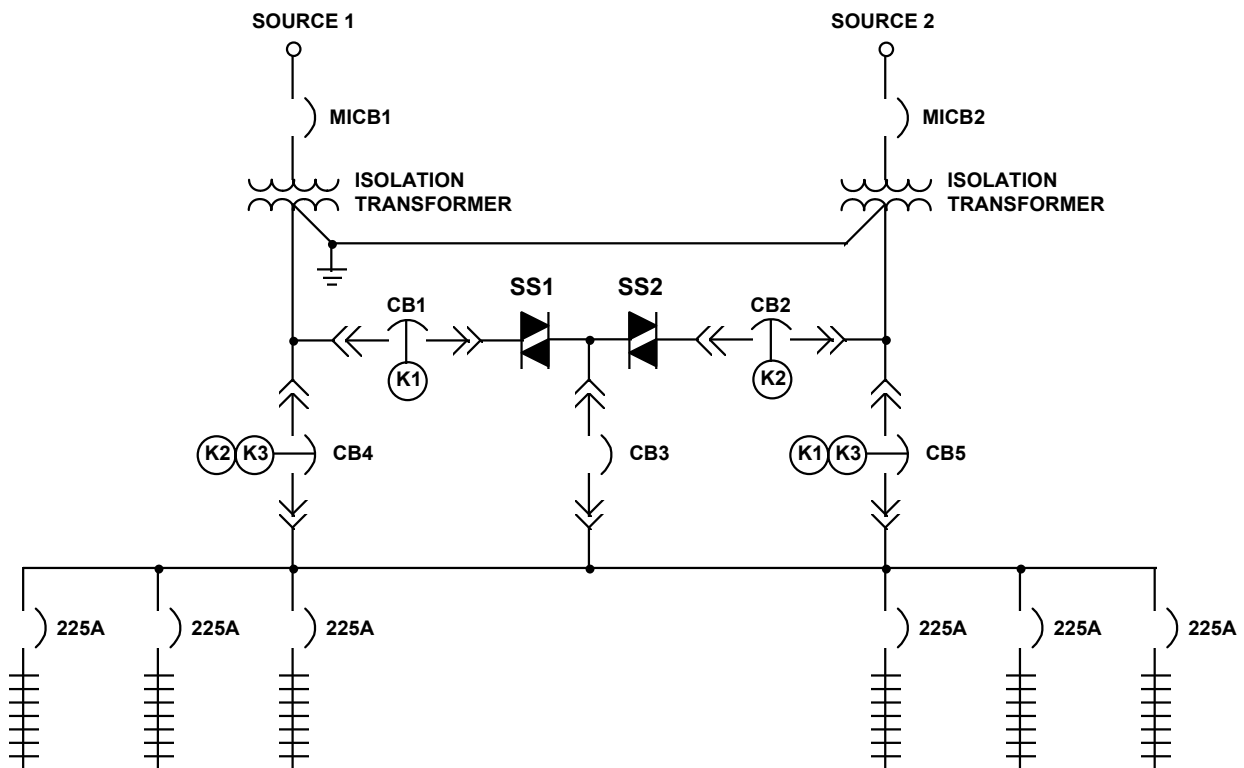 SOURCE 1
SOURCE 2
MICB1
MICB2
ISOLATION
TRANSFORMER
ISOLATION
TRANSFORMER
SS1
SS2
CB1
CB2
K1
K2
K2 K3
CB4
CB3
K1 K3
CB5
225A
225A
225A
225A
225A
225A